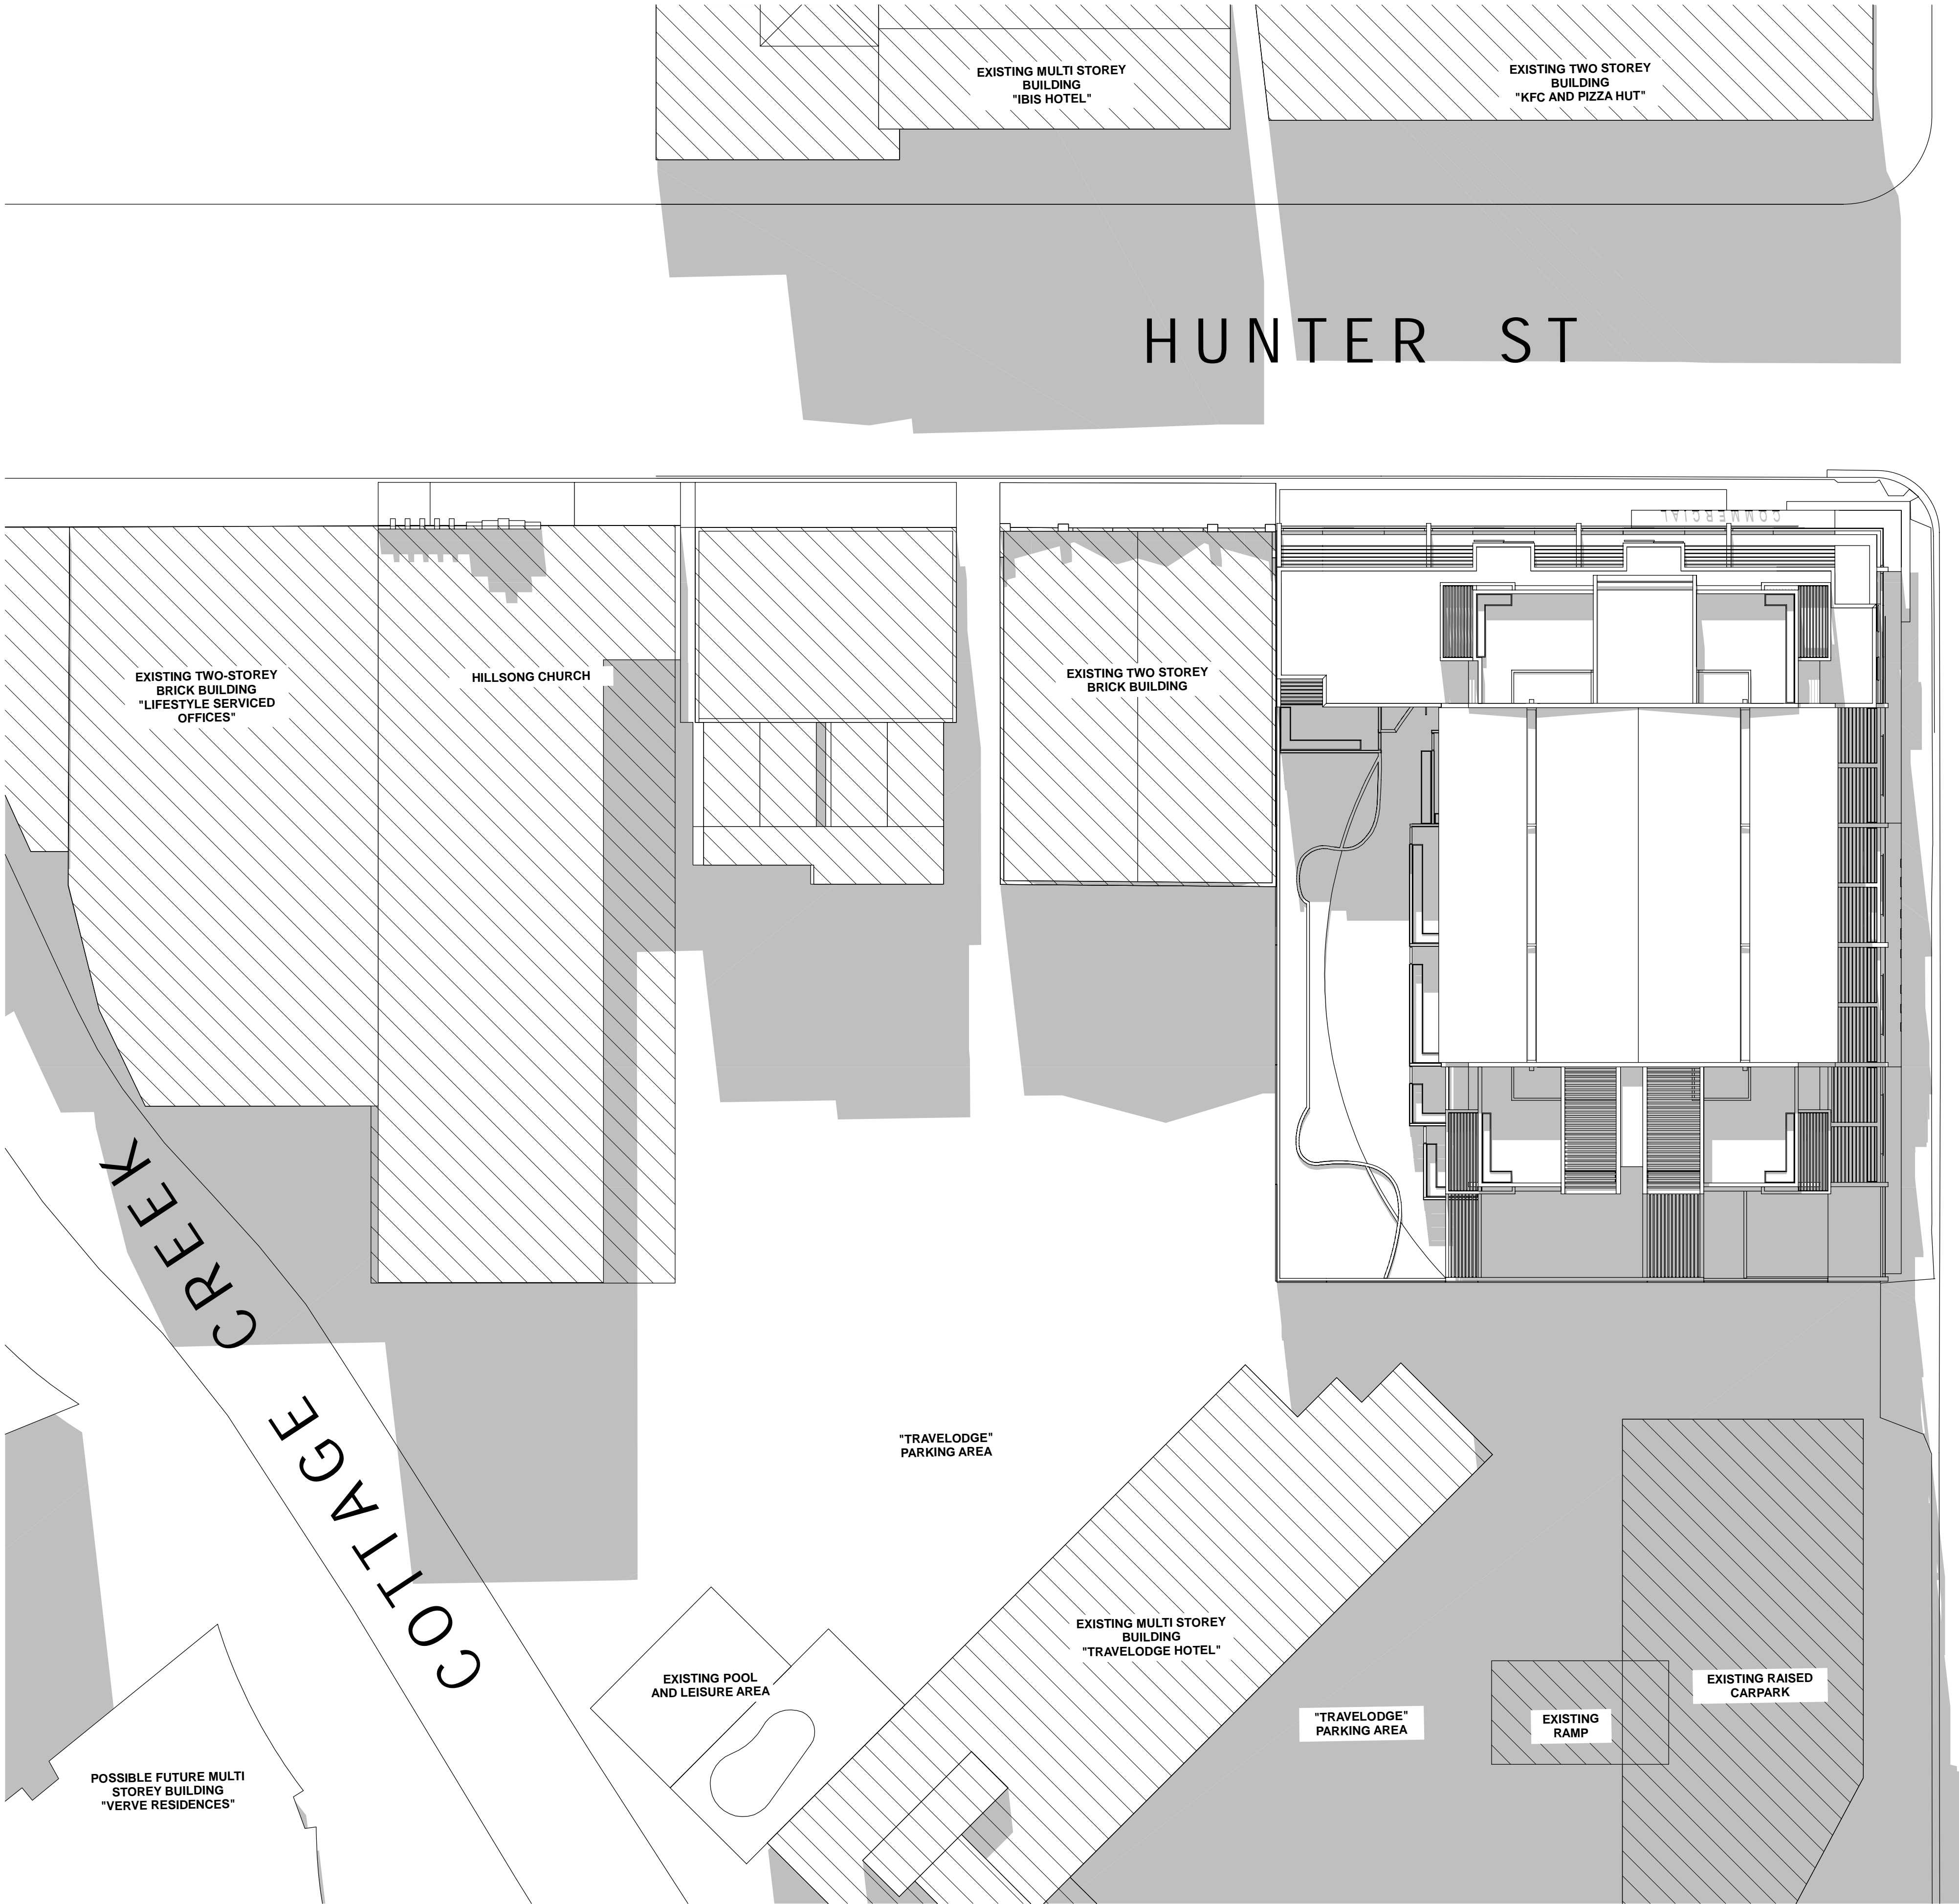 EXISTING MULTI STOREY
BUILDING
"IBIS HOTEL"
EXISTING TWO STOREY
BUILDING
"KFC AND PIZZA HUT"
HUNTER ST
COMMERCIAL
EXISTING TWO-STOREY
BRICK BUILDING
"LIFESTYLE SERVICED
OFFICES"
HILLSONG CHURCH
EXISTING TWO STOREY
BRICK BUILDING
COTTAGE CREEK
"TRAVELODGE"
PARKING AREA
EXISTING MULTI STOREY
BUILDING
"TRAVELODGE HOTEL"
EXISTING POOL
AND LEISURE AREA
"TRAVELODGE"
PARKING AREA
EXISTING
RAMP
EXISTING RAISED
CARPARK
POSSIBLE FUTURE MULTI
STOREY BUILDING
"VERVE RESIDENCES"